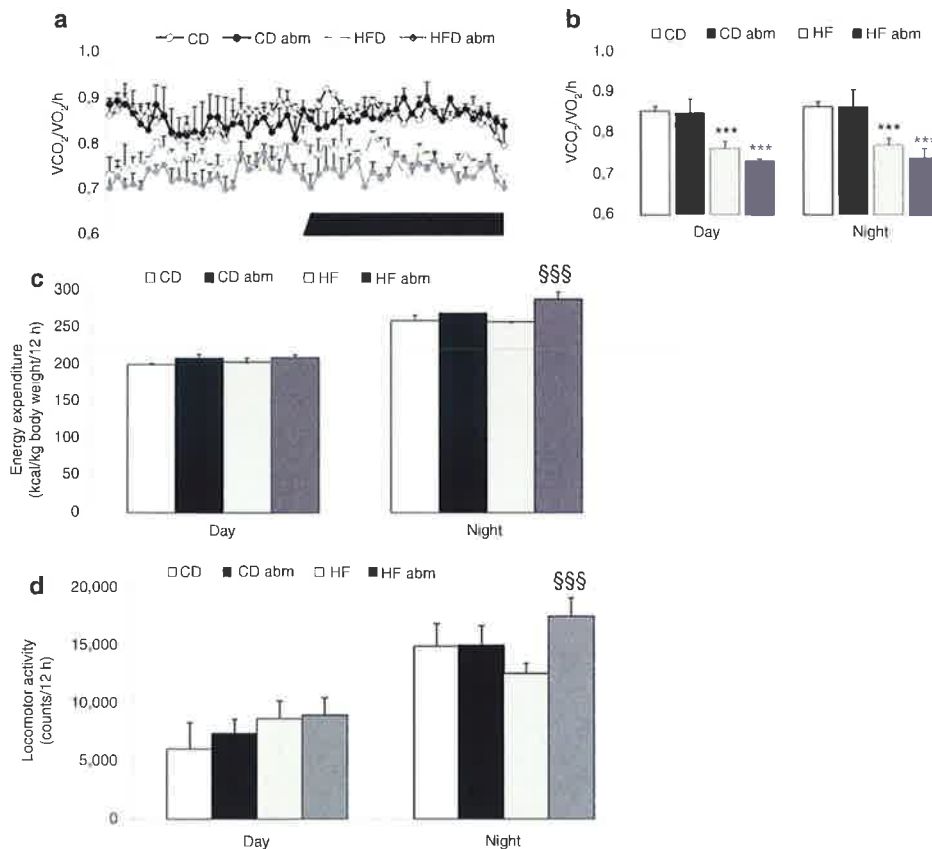 a
CD CD abm HFD HFD abm
VCO2/VO2/h
1.0
0,9
0.8
0.7
0,6
b
CD CD abm HF HF abm
VCO2/VO2/h
1.0
0.9
0.8
0.7
0,6
***
***
***
***
Day
Night
c
CD CD abm HF HF abm
Energy expenditure
(kcal/kg body weight/12 h)
300
250
200
150
100
50
0
§§§
Day
Night
d
CD CD abm HF HF abm
Locomotor activity
(counts/12 h)
20,000
15,000
10,000
5,000
0
§§§
Day
Night